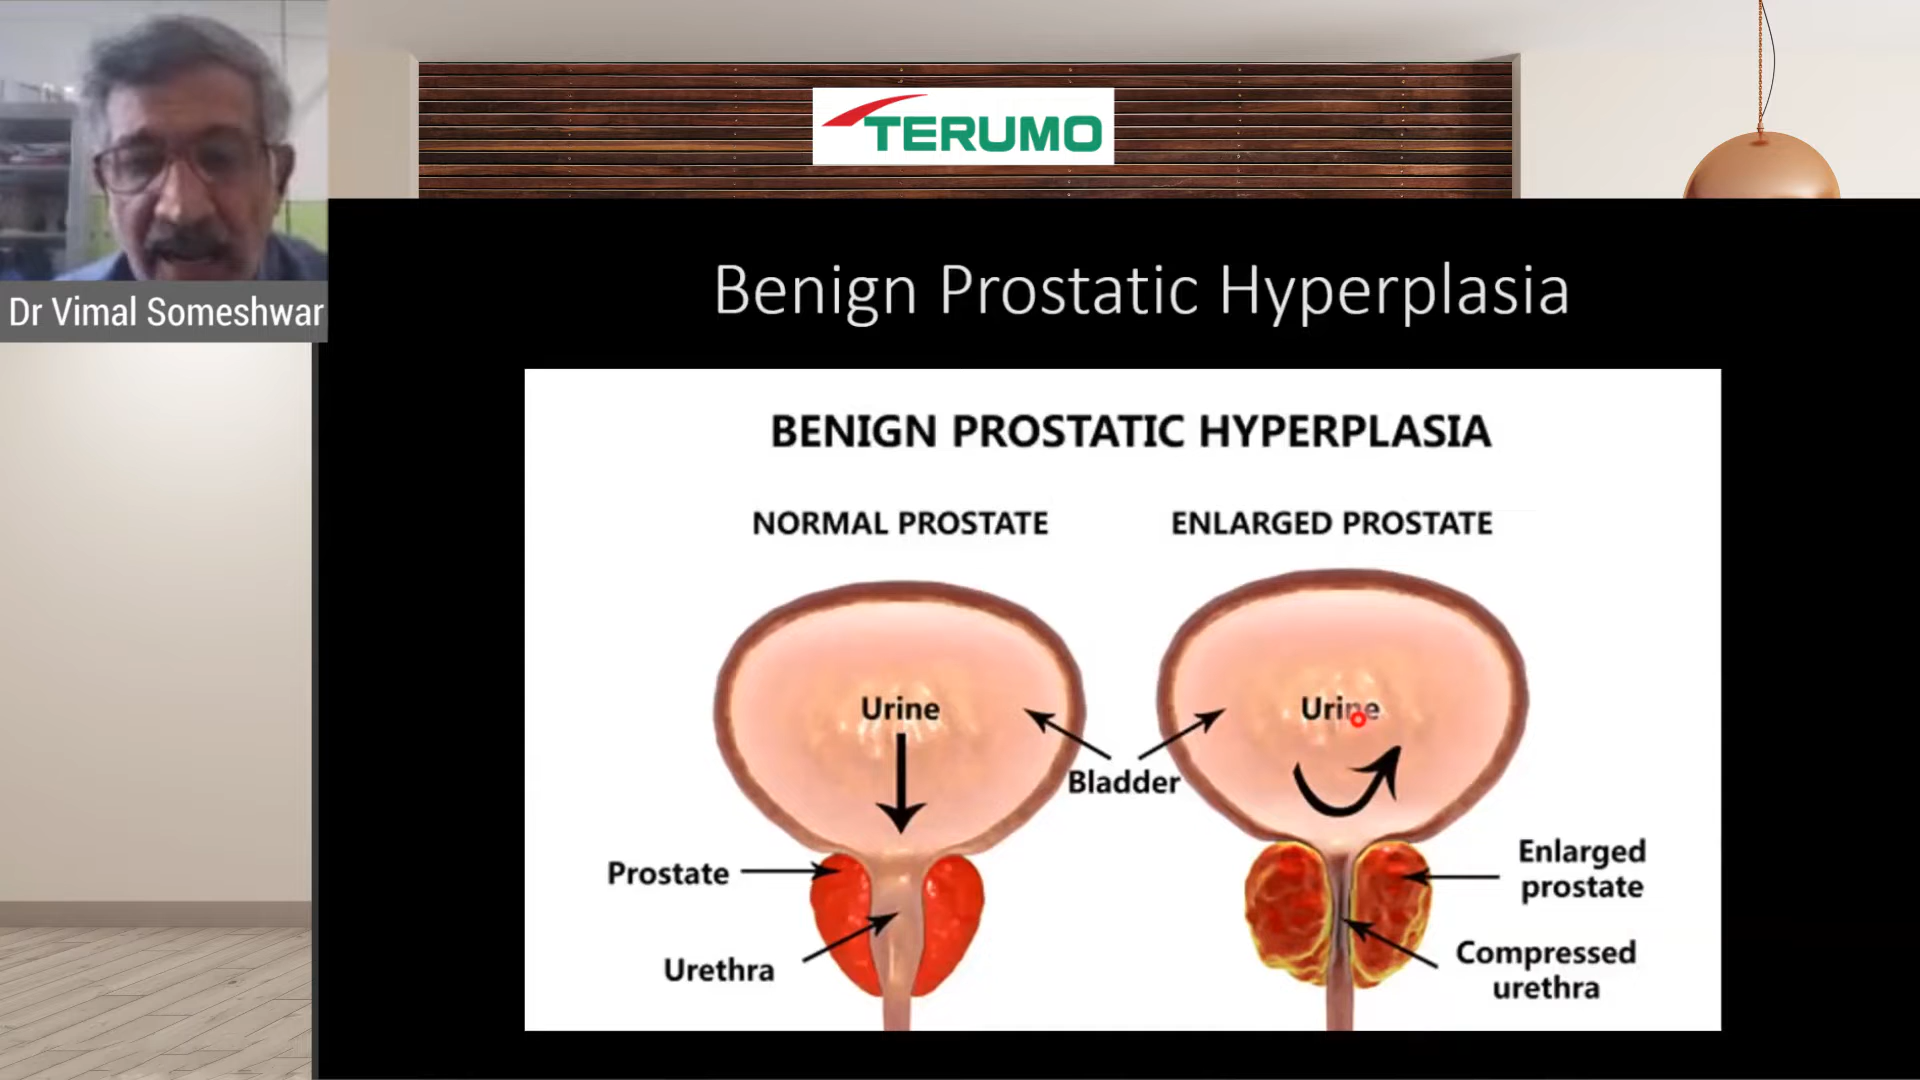 TERUMO
Dr Vimal Someshwar
Benign Prostatic Hyperplasia
BENIGN PROSTATIC HYPERPLASIA
NORMAL PROSTATE
ENLARGED PROSTATE
Urine
Urine
Bladder
Prostate
Urethra
Enlarged
prostate
Compressed
urethra